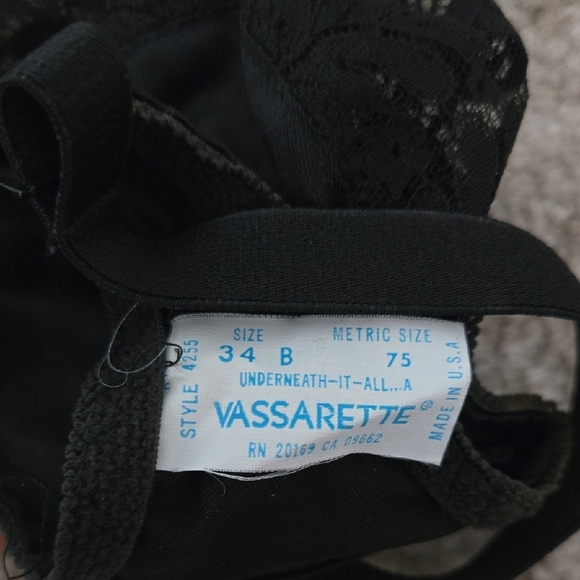 SIZE METRIC SIZE
34 B 75
UNDERNEATH-IT-ALL...A
VASSARETTE®
RN 20169 CA 09662
STYLE 4255
MADE IN U.S.A